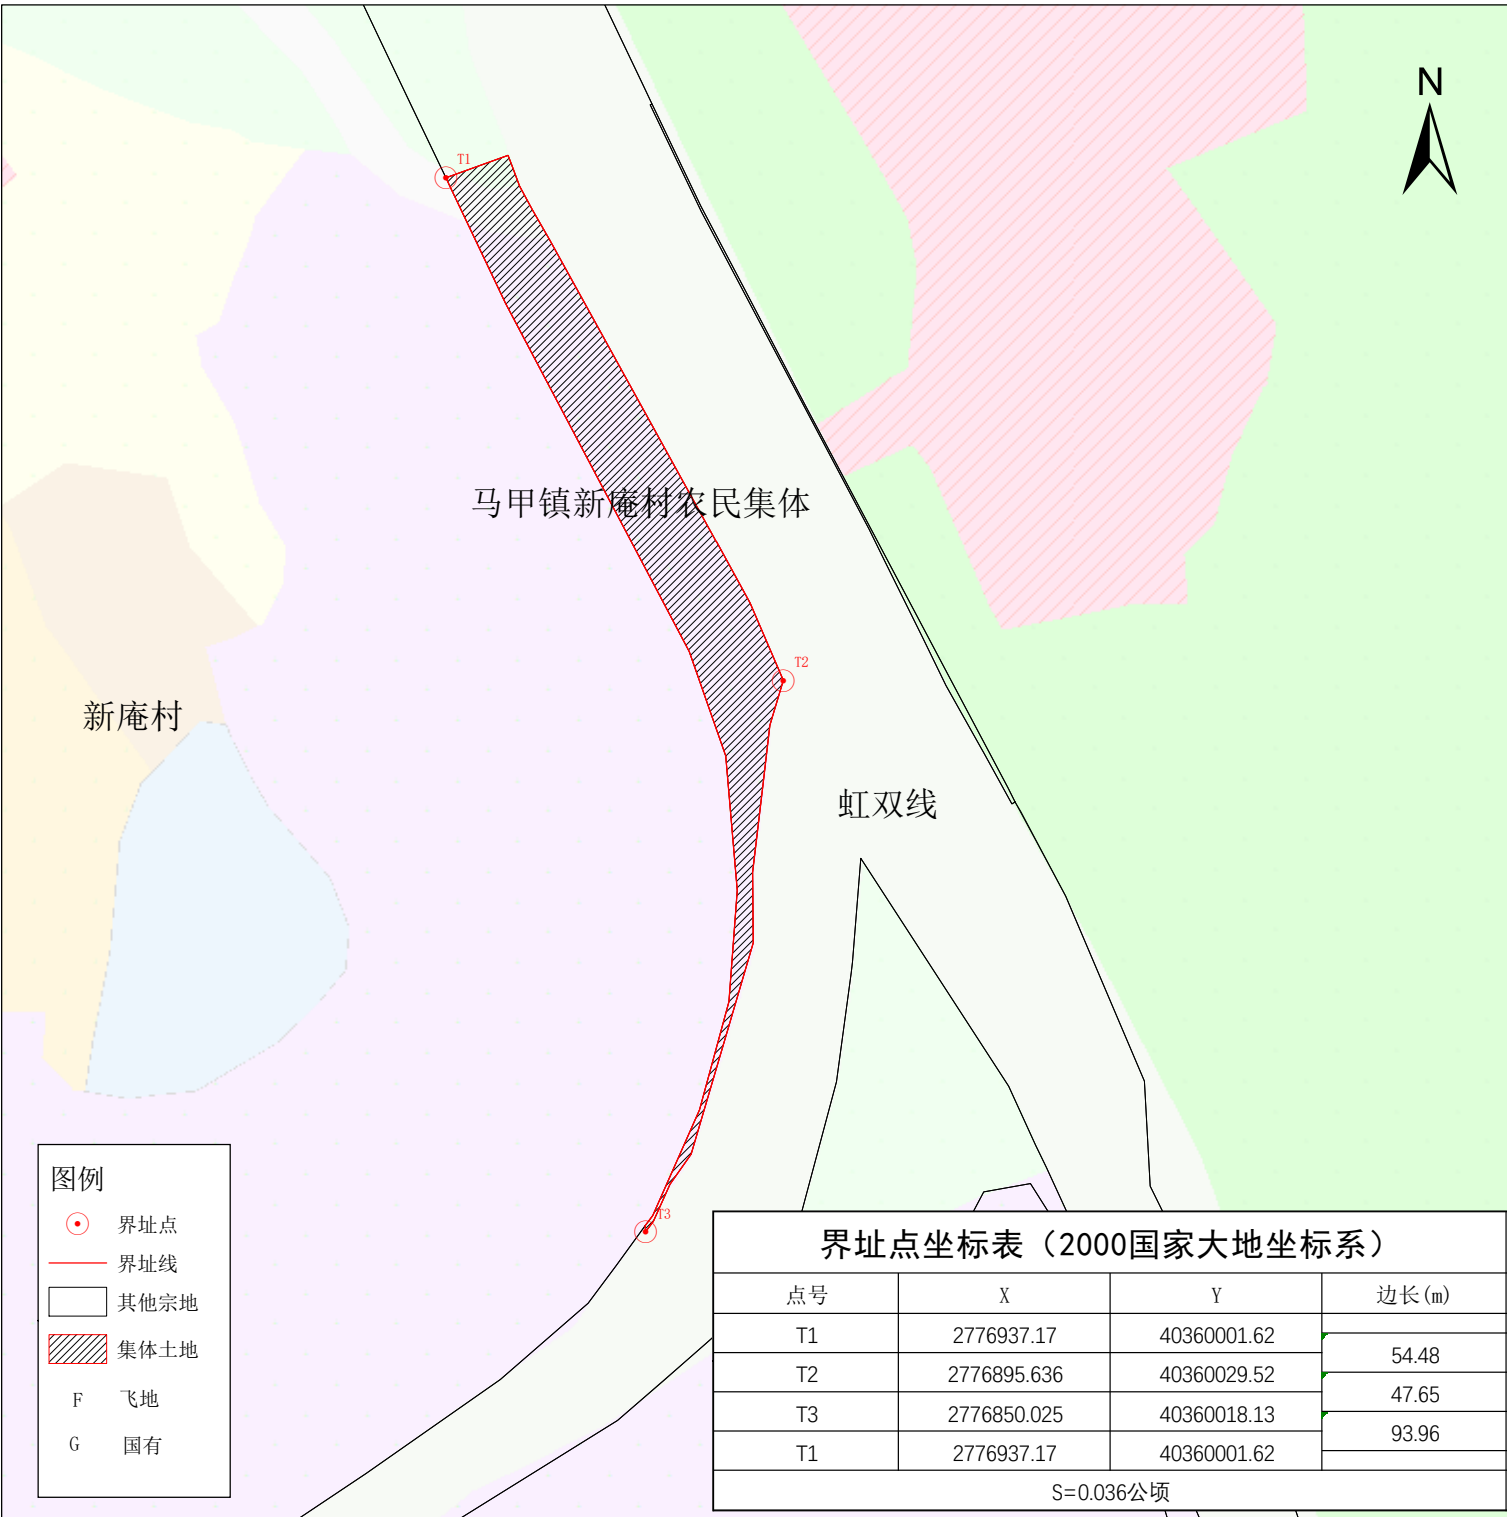 N
T1
马甲镇新庵村农民集体
T2
新庵村
虹双线
T3
图例
界址点
界址线
其他宗地
集体土地
F 飞地
G 国有
界址点坐标表（2000国家大地坐标系）
点号 X Y 边长(m)
T1 2776937.17 40360001.62
54.48
T2 2776895.636 40360029.52
47.65
T3 2776850.025 40360018.13
93.96
T1 2776937.17 40360001.62
S=0.036公顷